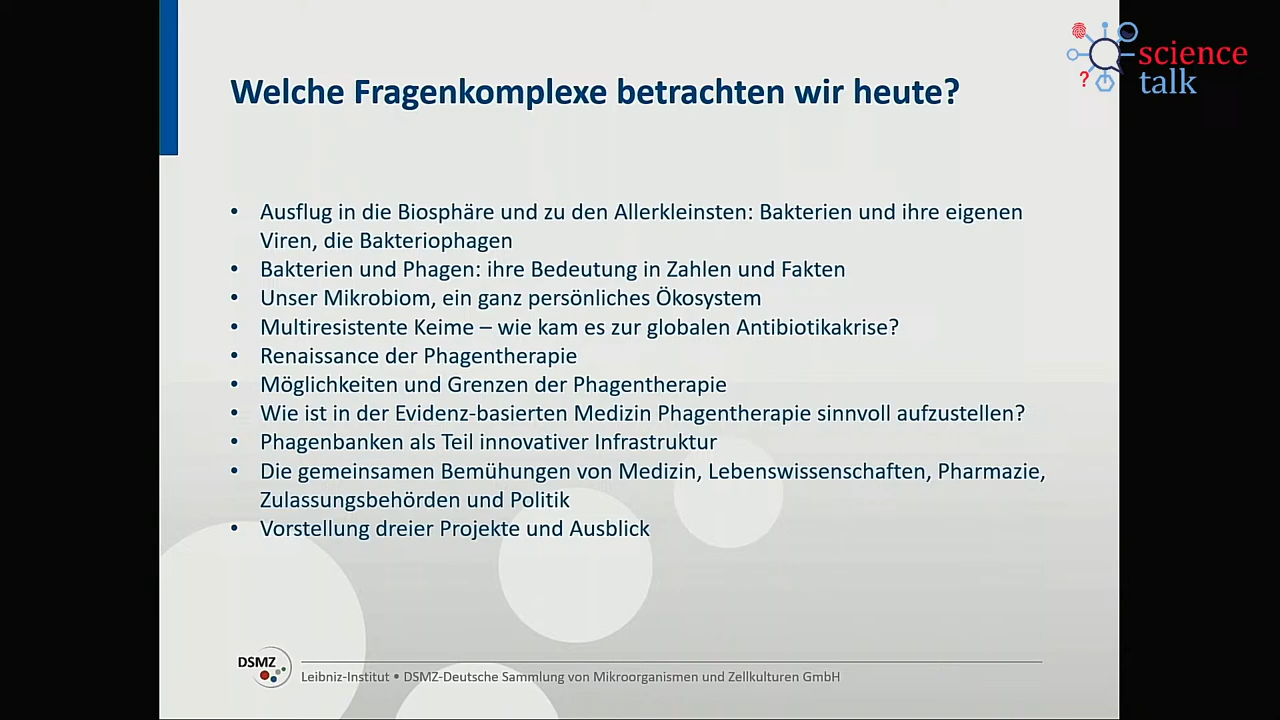 science
? talk
Welche Fragenkomplexe betrachten wir heute?
• Ausflug in die Biosphäre und zu den Allerkleinsten: Bakterien und ihre eigenen
Viren, die Bakteriophagen
• Bakterien und Phagen: ihre Bedeutung in Zahlen und Fakten
• Unser Mikrobiom, ein ganz persönliches Ökosystem
• Multiresistente Keime – wie kam es zur globalen Antibiotikakrise?
• Renaissance der Phagentherapie
• Möglichkeiten und Grenzen der Phagentherapie
• Wie ist in der Evidenz-basierten Medizin Phagentherapie sinnvoll aufzustellen?
• Phagenbanken als Teil innovativer Infrastruktur
• Die gemeinsamen Bemühungen von Medizin, Lebenswissenschaften, Pharmazie,
Zulassungsbehörden und Politik
• Vorstellung dreier Projekte und Ausblick
DSMZ
Leibniz-Institut • DSMZ-Deutsche Sammlung von Mikroorganismen und Zellkulturen GmbH